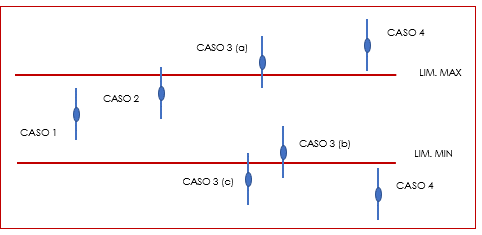 CASO 4
CASO 3 (a)
LIM. MAX
CASO 2
CASO 1
CASO 3 (b)
LIM. MIN
CASO 3 (c)
CASO 4